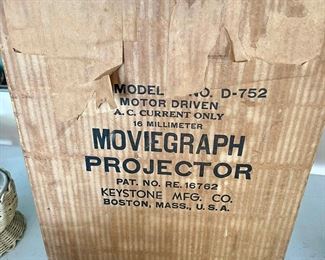 MODEL NO. D-752
MOTOR DRIVEN
A.C. CURRENT ONLY
16 MILLIMETER
MOVIEGRAPH
PROJECTOR
PAT. NO. RE. 16762
KEYSTONE MFG. CO.
BOSTON, MASS., U.S.A.